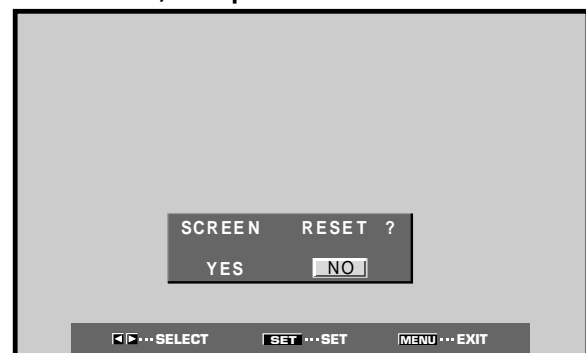 SCREEN RESET ?
YES NO
◀ ▶ ··· SELECT SET ··· SET MENU ··· EXIT